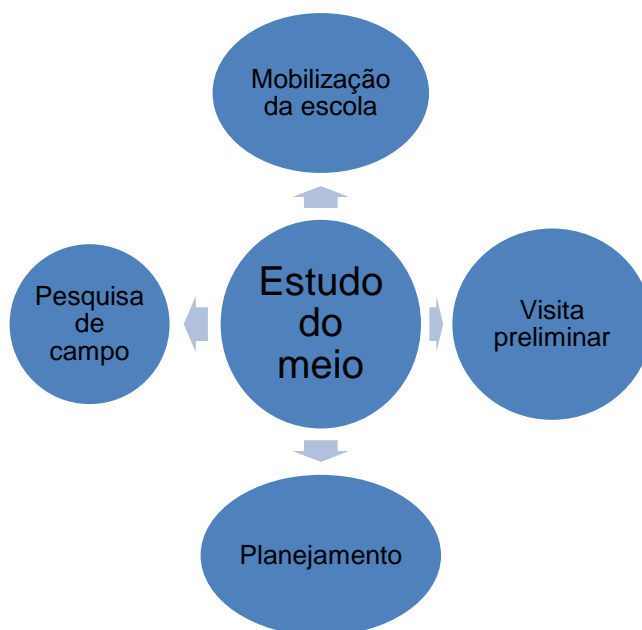 Mobilização
da escola
Pesquisa
de
campo
Estudo
do
meio
Visita
preliminar
Planejamento